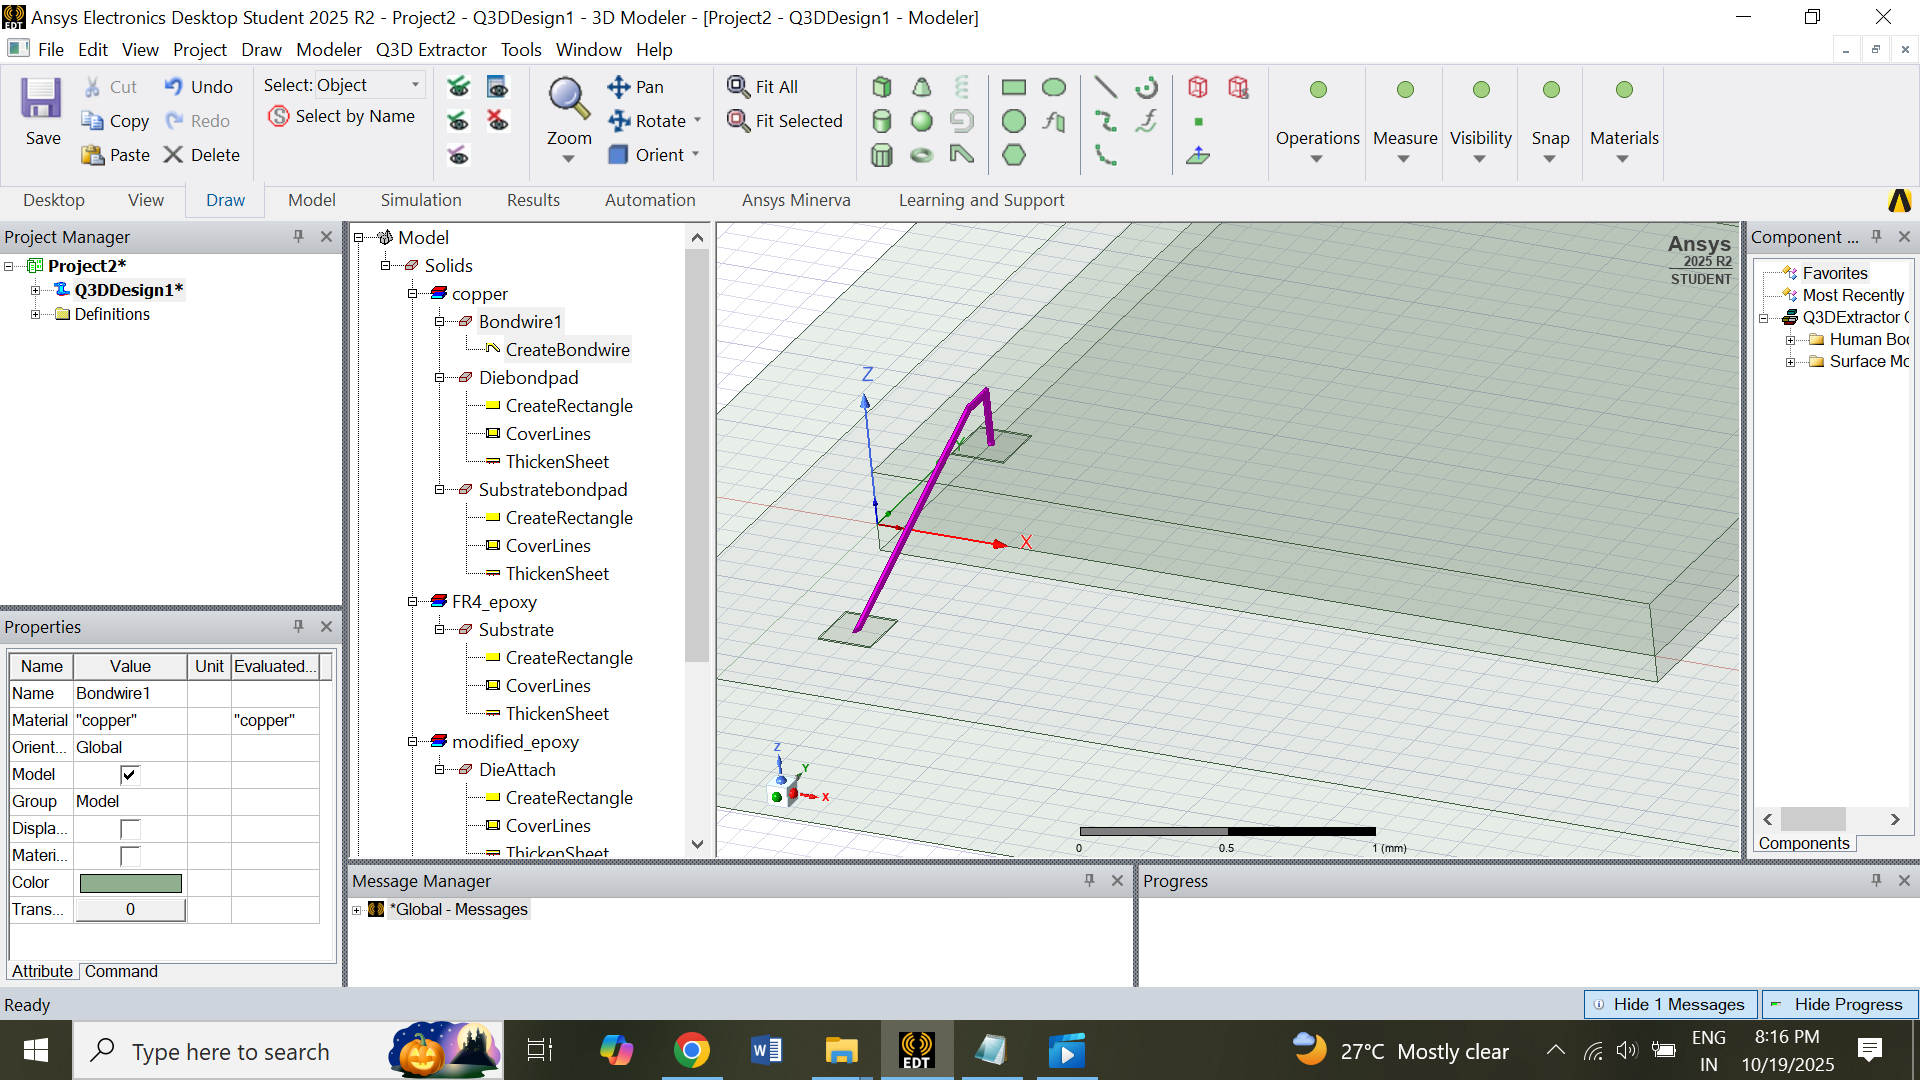 Ansys Electronics Desktop Student 2025 R2 - Project2 - Q3DDesign1 - 3D Modeler - [Project2 - Q3DDesign1 - Modeler]
EDT
File Edit View Project Draw Modeler Q3D Extractor Tools Window Help
Save
Cut
Copy
Paste
Undo
Redo
Delete
Select: Object
Select by Name
Zoom
Pan
Rotate
Orient
Fit All
Fit Selected
Operations
Measure
Visibility
Snap
Materials
Desktop View Draw Model Simulation Results Automation Ansys Minerva Learning and Support
Project Manager
Project2*
Q3DDesign1*
Definitions
Properties
Name Value Unit Evaluated...
Name Bondwire1
Material "copper" "copper"
Orient... Global
Model
Group Model
Displa...
Materi...
Color
Trans... 0
Attribute Command
Model
Solids
copper
Bondwire1
CreateBondwire
Diebondpad
CreateRectangle
CoverLines
ThickenSheet
Substratebondpad
CreateRectangle
CoverLines
ThickenSheet
FR4_epoxy
Substrate
CreateRectangle
CoverLines
ThickenSheet
modified_epoxy
DieAttach
CreateRectangle
CoverLines
ThickenSheet
Ansys
2025 R2
STUDENT
Z
Y
X
Z
Y
X
0 0.5 1 (mm)
Component ...
Favorites
Most Recently
Q3DExtractor
Human Bo
Surface Mo
Components
Message Manager
*Global - Messages
Progress
Ready
Hide 1 Messages
Hide Progress
Type here to search
EDT
27°C Mostly clear
ENG
IN
8:16 PM
10/19/2025